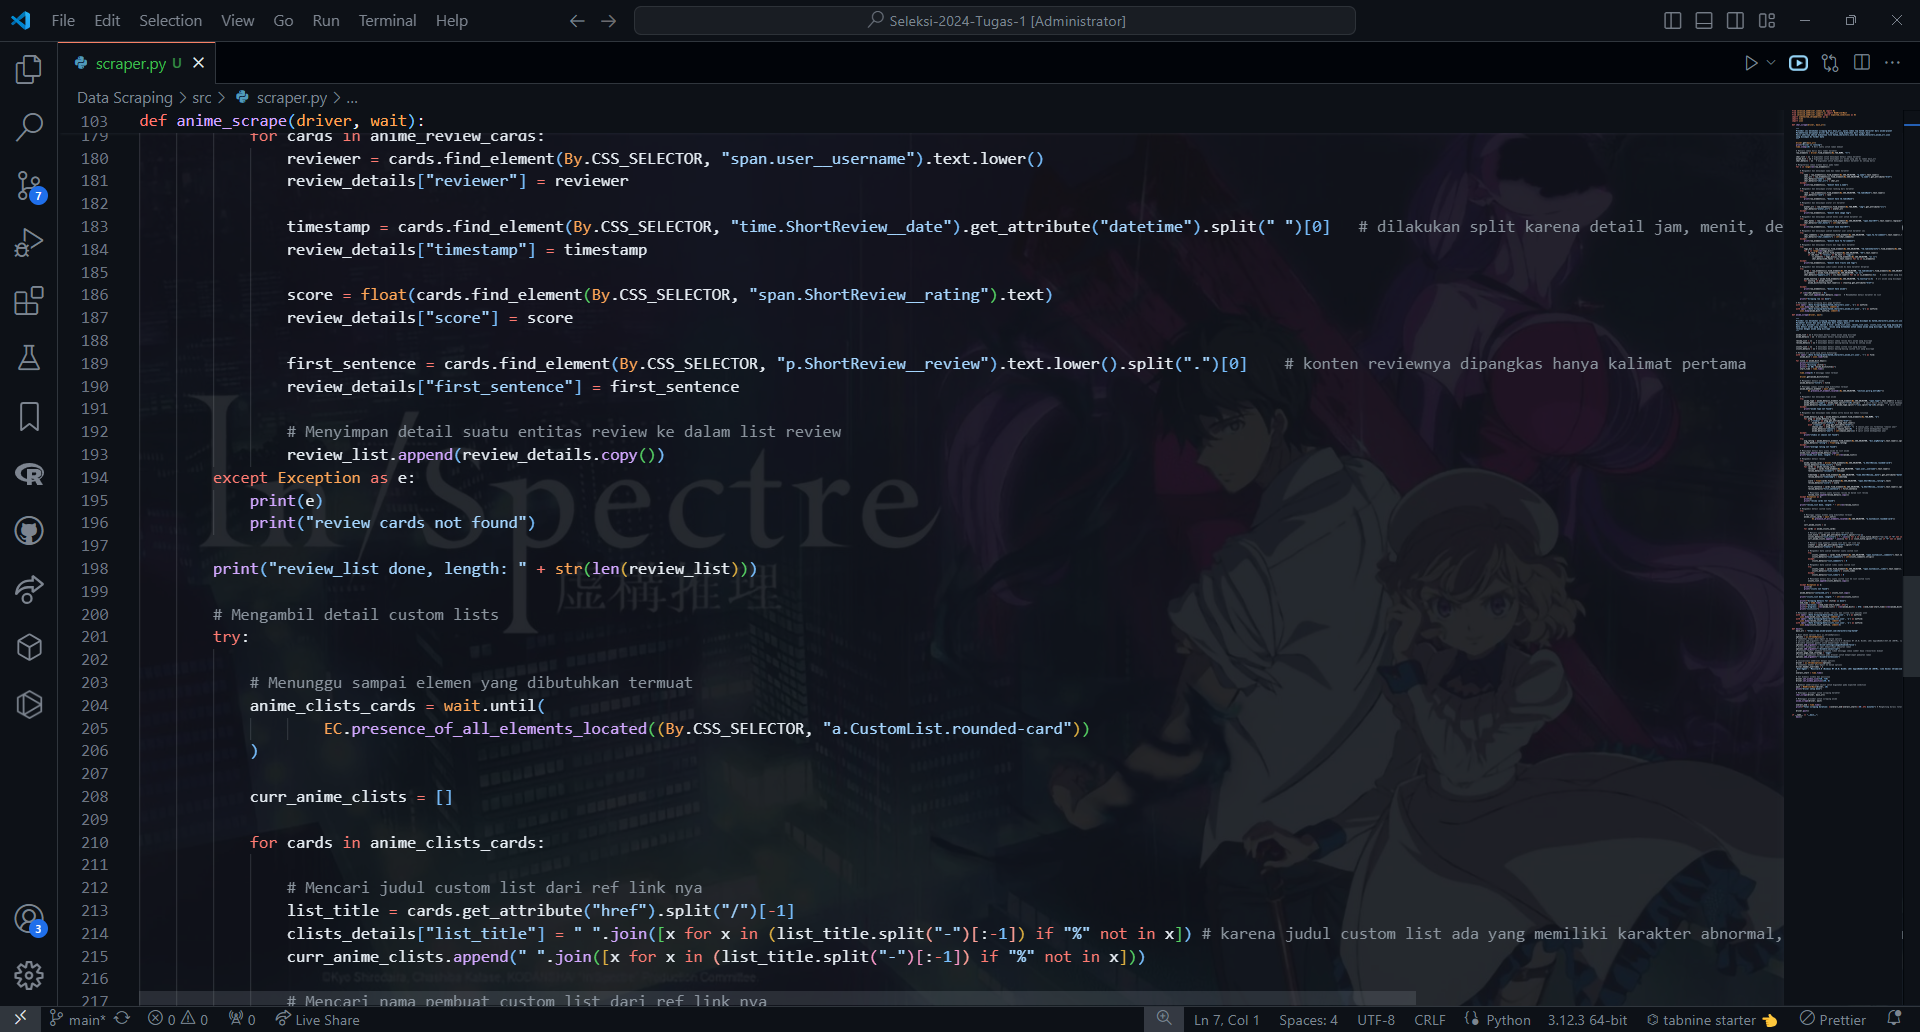 File Edit Selection View Go Run Terminal Help
Seleksi-2024-Tugas-1 [Administrator]
scraper.py U
Data Scraping > src > scraper.py > ...
103 def anime_scrape(driver, wait):
179 for cards in anime_review_cards:
180 reviewer = cards.find_element(By.CSS_SELECTOR, "span.user__username").text.lower()
181 review_details["reviewer"] = reviewer
182
183 timestamp = cards.find_element(By.CSS_SELECTOR, "time.ShortReview__date").get_attribute("datetime").split(" ")[0] # dilakukan split karena detail jam, menit, de
184 review_details["timestamp"] = timestamp
185
186 score = float(cards.find_element(By.CSS_SELECTOR, "span.ShortReview__rating").text)
187 review_details["score"] = score
188
189 first_sentence = cards.find_element(By.CSS_SELECTOR, "p.ShortReview__review").text.lower().split(".")[0] # konten reviewnya dipangkas hanya kalimat pertama
190 review_details["first_sentence"] = first_sentence
191
192 # Menyimpan detail suatu entitas review ke dalam list review
193 review_list.append(review_details.copy())
194 except Exception as e:
195 print(e)
196 print("review cards not found")
197
198 print("review_list done, length: " + str(len(review_list)))
199
200 # Mengambil detail custom lists
201 try:
202
203 # Menunggu sampai elemen yang dibutuhkan termuat
204 anime_clists_cards = wait.until(
205 EC.presence_of_all_elements_located((By.CSS_SELECTOR, "a.CustomList.rounded-card"))
206 )
207
208 curr_anime_clists = []
209
210 for cards in anime_clists_cards:
211
212 # Mencari judul custom list dari ref link nya
213 list_title = cards.get_attribute("href").split("/")[-1]
214 clists_details["list_title"] = " ".join([x for x in (list_title.split("-")[:-1]) if "%" not in x]) # karena judul custom list ada yang memiliki karakter abnormal,
215 curr_anime_clists.append(" ".join([x for x in (list_title.split("-")[:-1]) if "%" not in x]))
216
217 # Mencari nama pembuat custom list dari ref link nya
In/Spectre
虚構推理
7
3
main* 0 0 0 Live Share
Ln 7, Col 1 Spaces: 4 UTF-8 CRLF Python 3.12.3 64-bit tabnine starter Prettier